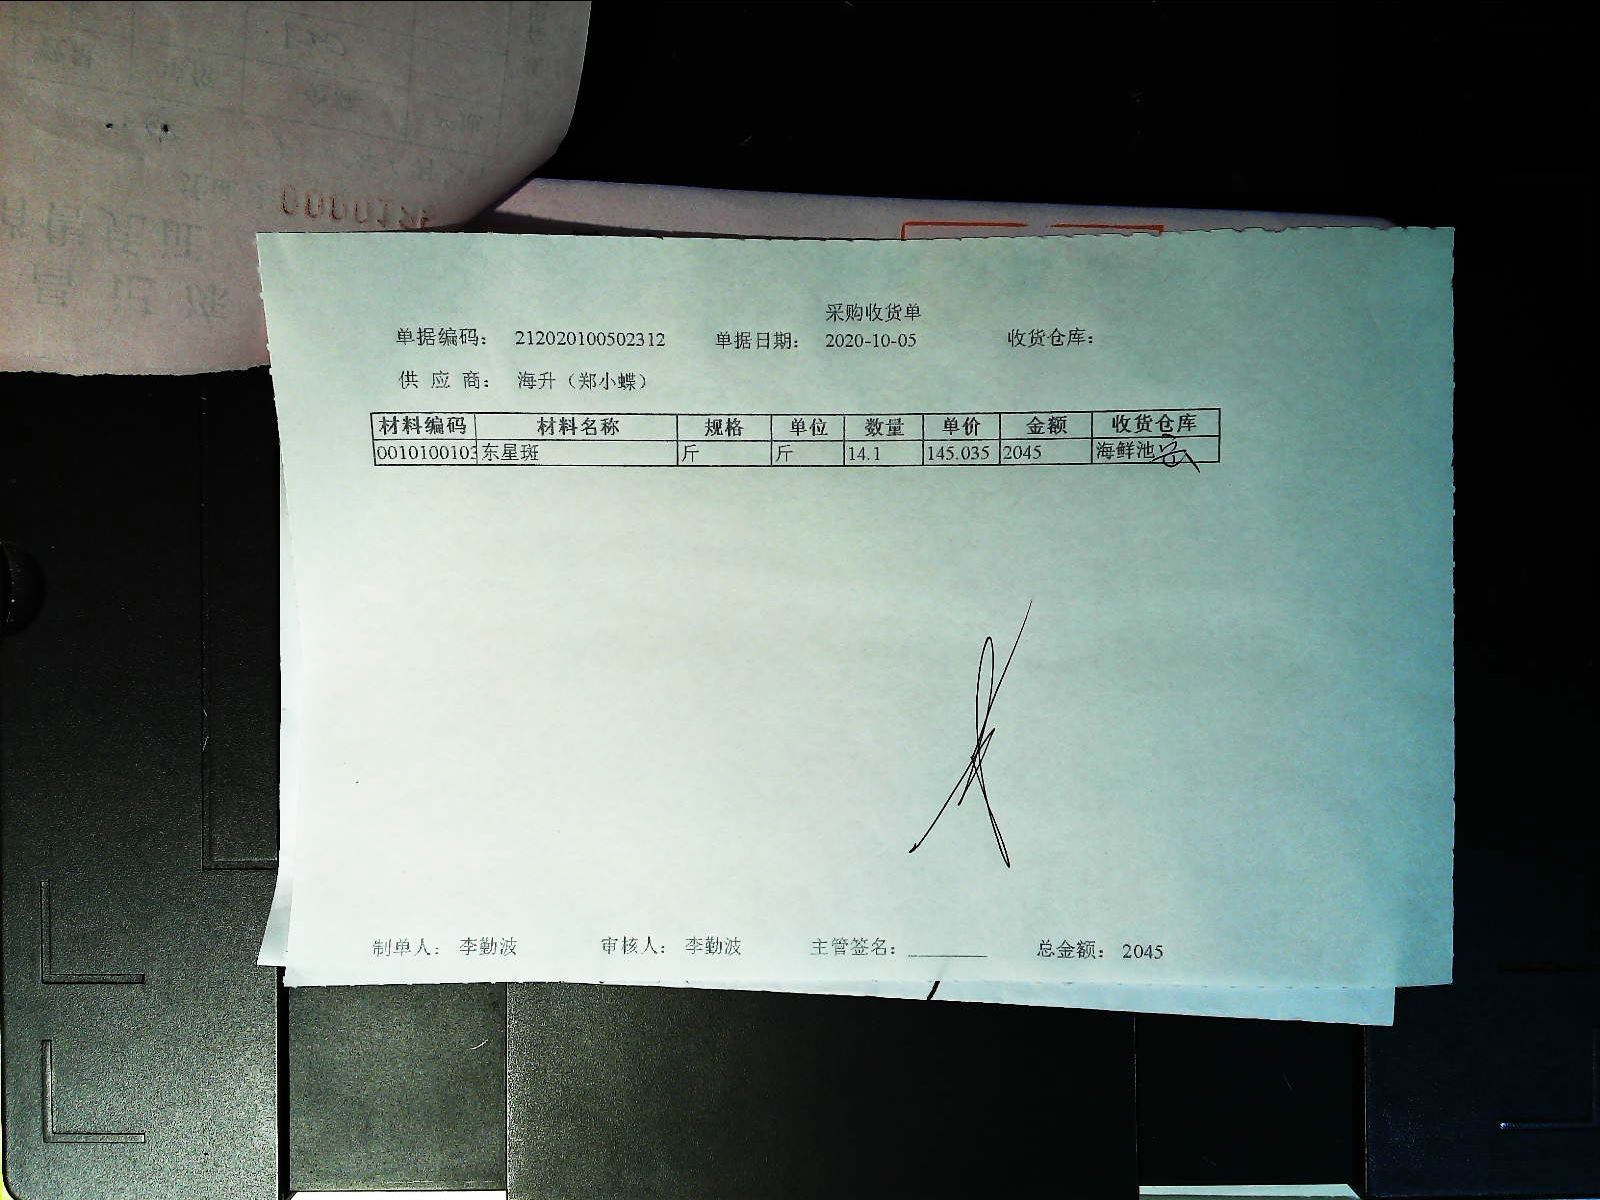 采购收货单
单据编码： 212020100502312 单据日期： 2020-10-05 收货仓库：
供 应 商： 海升（郑小蝶）
材料编码 材料名称 规格 单位 数量 单价 金额 收货仓库
0010100103 东星斑 斤 斤 14.1 145.035 2045 海鲜池
制单人： 李勤波 审核人： 李勤波 主管签名： 总金额： 2045